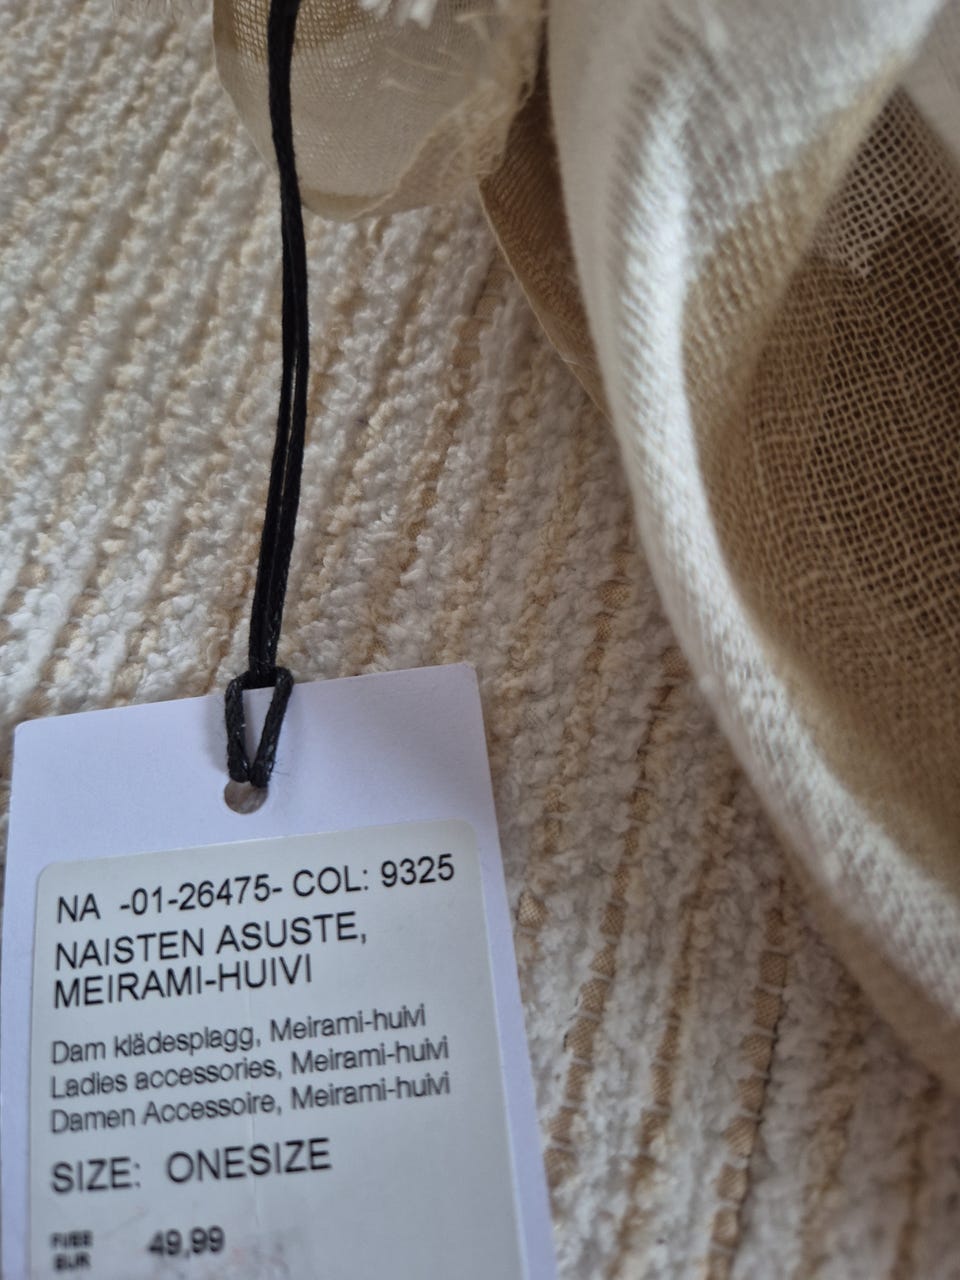 NA -01-26475- COL: 9325
NAISTEN ASUSTE,
MEIRAMI-HUIVI
Dam klädesplagg, Meirami-huivi
Ladies accessories, Meirami-huivi
Damen Accessoire, Meirami-huivi
SIZE: ONESIZE
49,99
EUR